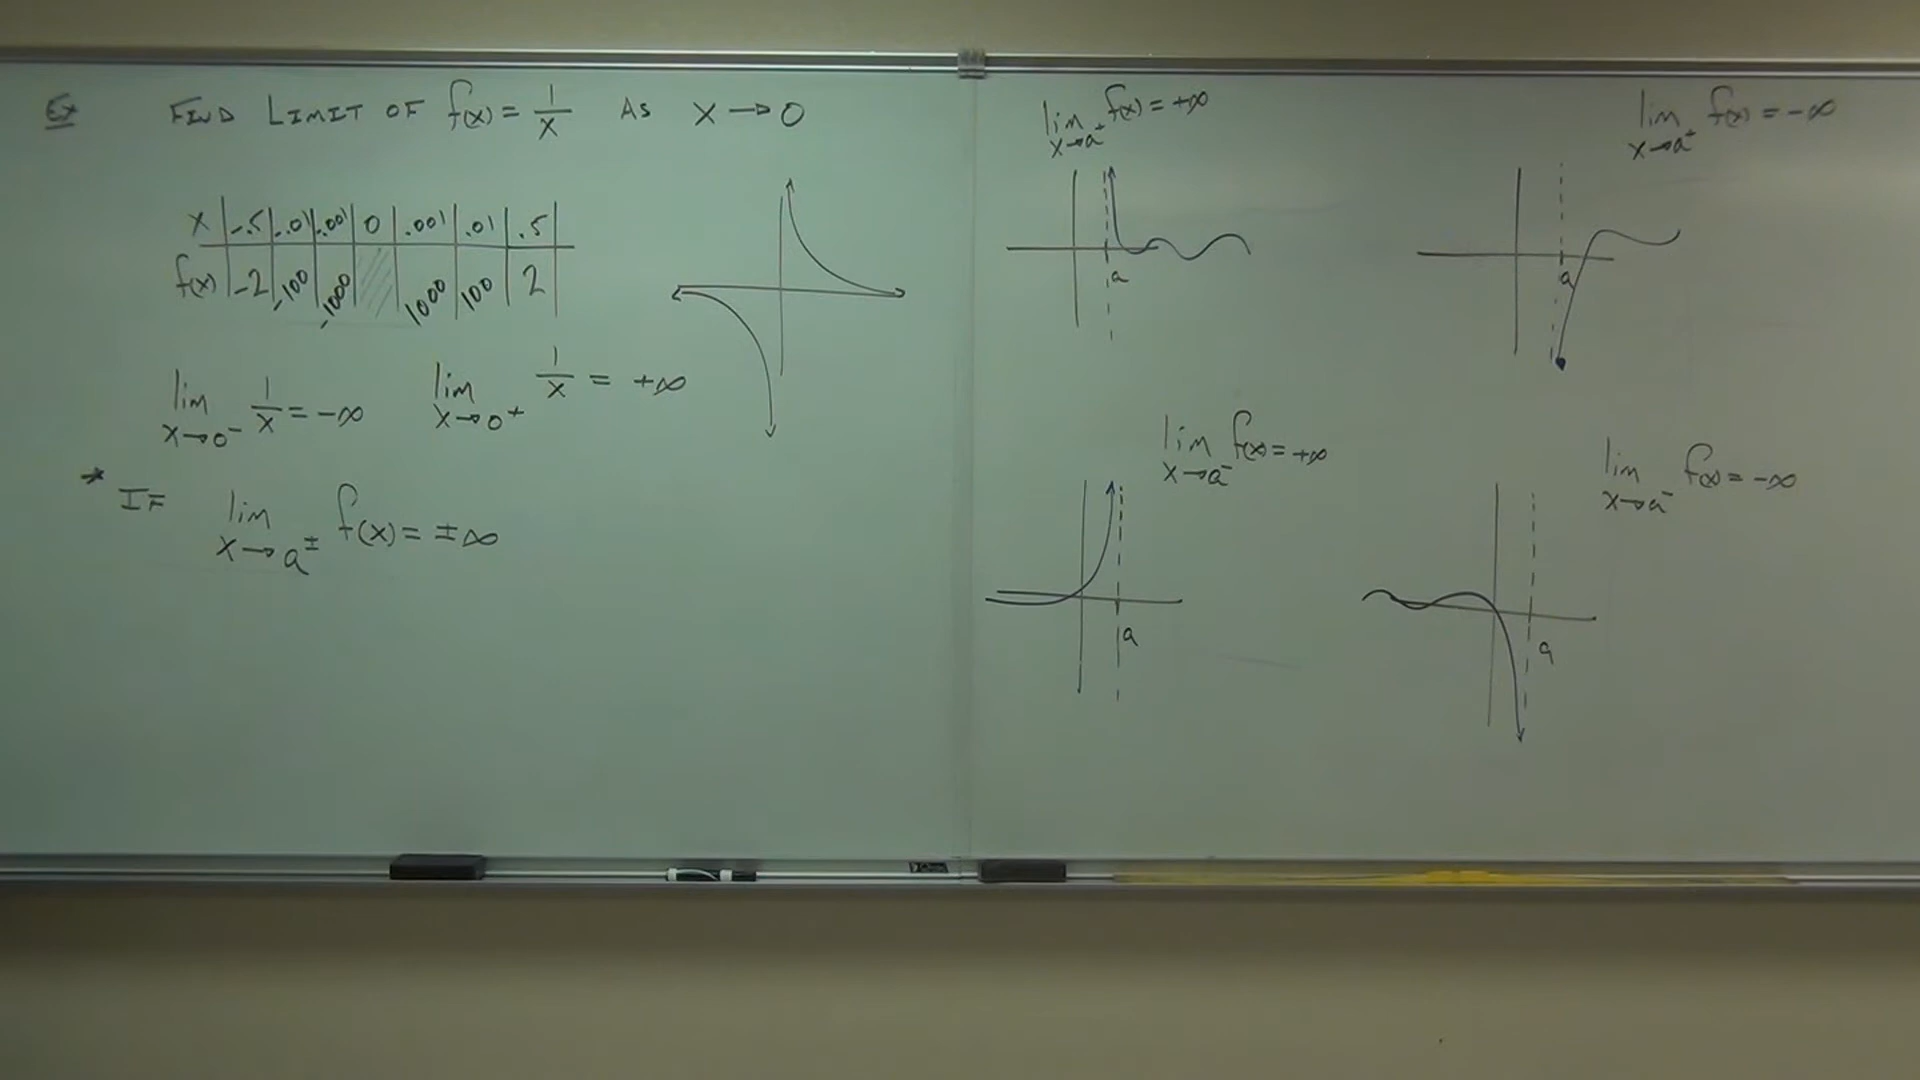 Ex FIND LIMIT OF f(x) = 1/x AS x → 0
x | -.5 | -.01 | -.001 | 0 | .001 | .01 | .5
f(x) | -2 | -100 | -1000 | | 1000 | 100 | 2
lim x→0⁻ 1/x = -∞
lim x→0⁺ 1/x = +∞
* IF lim x→a± f(x) = ±∞
lim x→a⁺ f(x) = +∞
a
lim x→a⁺ f(x) = -∞
a
lim x→a⁻ f(x) = +∞
a
lim x→a⁻ f(x) = -∞
a